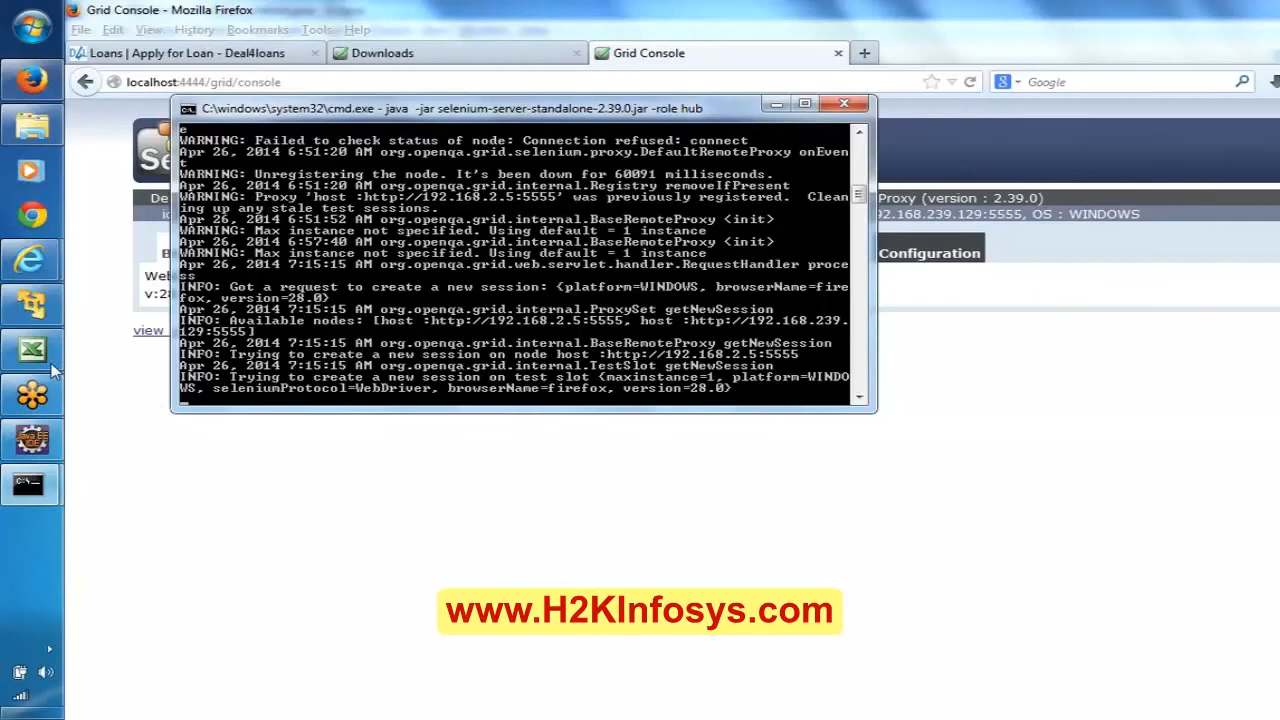 Grid Console - Mozilla Firefox
File Edit View History Bookmarks Tools Help
Loans | Apply for Loan - Deal4loans
Downloads
Grid Console
localhost:4444/grid/console
Google
C:\windows\system32\cmd.exe - java -jar selenium-server-standalone-2.39.0.jar -role hub
e
WARNING: Failed to check status of node: Connection refused: connect
Apr 26, 2014 6:51:20 AM org.openqa.grid.selenium.proxy.DefaultRemoteProxy onEven
t
WARNING: Unregistering the node. It's been down for 60091 milliseconds.
Apr 26, 2014 6:51:20 AM org.openqa.grid.internal.Registry removeIfPresent
WARNING: Proxy 'host :http://192.168.2.5:5555' was previously registered.  Clean
ing up any stale test sessions.
Apr 26, 2014 6:51:52 AM org.openqa.grid.internal.BaseRemoteProxy <init>
WARNING: Max instance not specified. Using default = 1 instance
Apr 26, 2014 6:57:40 AM org.openqa.grid.internal.BaseRemoteProxy <init>
WARNING: Max instance not specified. Using default = 1 instance
Apr 26, 2014 7:15:15 AM org.openqa.grid.web.servlet.handler.RequestHandler proce
ss
INFO: Got a request to create a new session: {platform=WINDOWS, browserName=fire
fox, version=28.0}
Apr 26, 2014 7:15:15 AM org.openqa.grid.internal.ProxySet getNewSession
INFO: Available nodes: [host :http://192.168.2.5:5555, host :http://192.168.239.
129:5555]
Apr 26, 2014 7:15:15 AM org.openqa.grid.internal.BaseRemoteProxy getNewSession
INFO: Trying to create a new session on node host :http://192.168.2.5:5555
Apr 26, 2014 7:15:15 AM org.openqa.grid.internal.TestSlot getNewSession
INFO: Trying to create a new session on test slot {maxinstance=1, platform=WINDO
WS, seleniumProtocol=WebDriver, browserName=firefox, version=28.0}
Se
De
Proxy (version : 2.39.0)
92.168.239.129:5555, OS : WINDOWS
Configuration
Web
v:28
view
Java EE
IDE
C:\
www.H2KInfosys.com